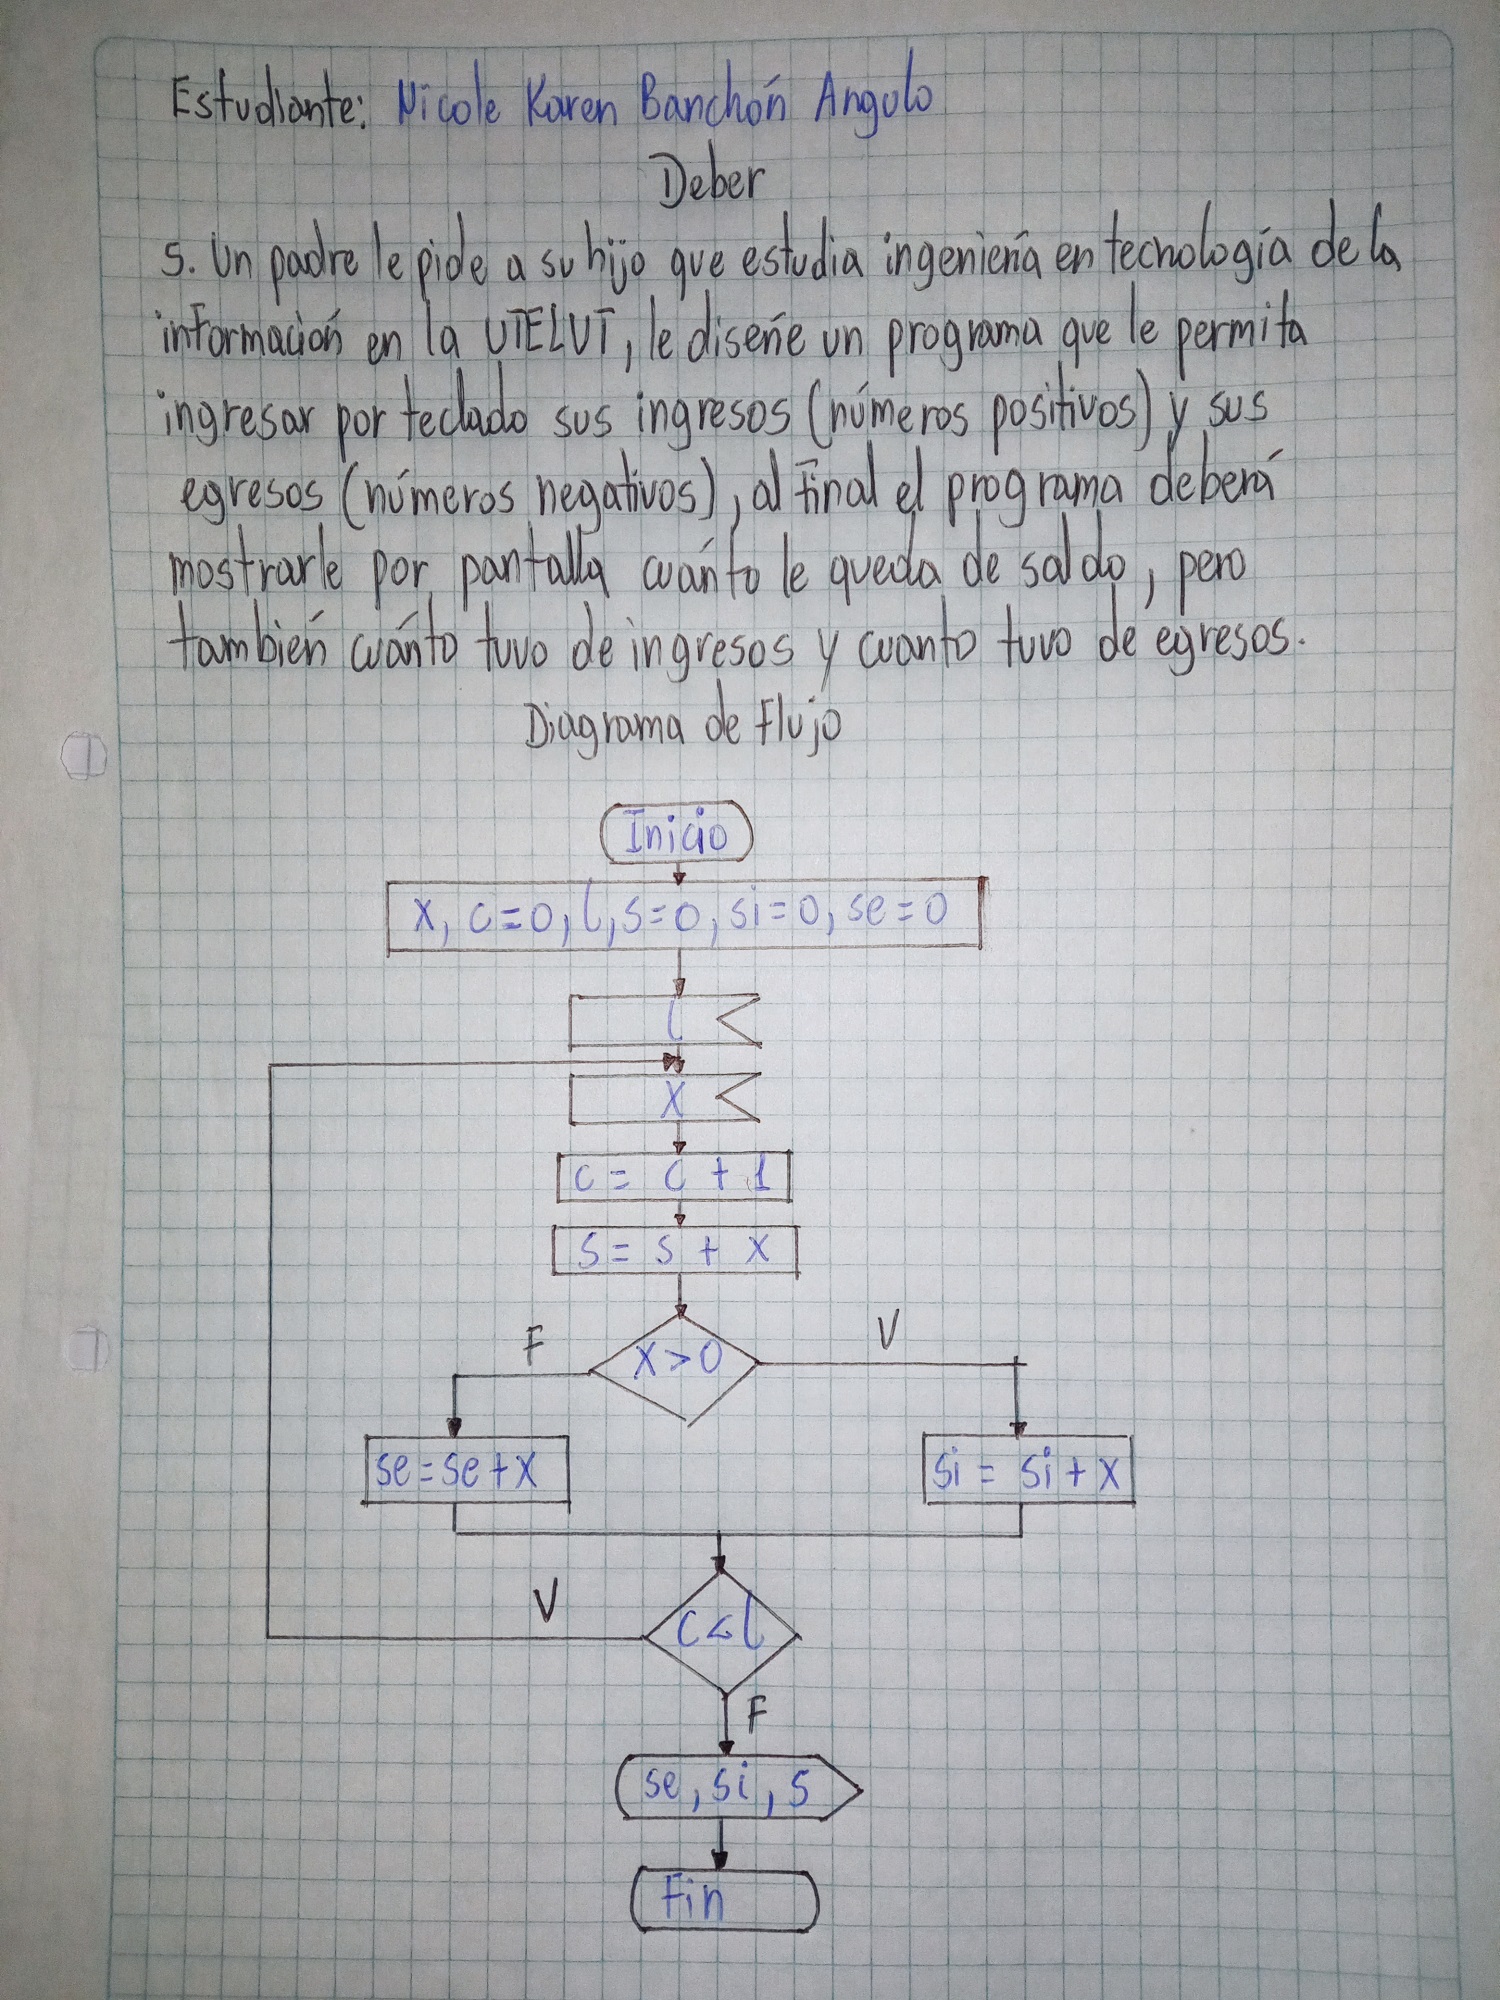 Estudiante: Nicole Karen Banchón Angulo
Deber
5. Un padre le pide a su hijo que estudia ingeniería en tecnología de la
información en la UTELVT, le diseñe un programa que le permita
ingresar por teclado sus ingresos (números positivos) y sus
egresos (números negativos), al final el programa deberá
mostrarle por pantalla cuánto le queda de saldo, pero
también cuánto tuvo de ingresos y cuanto tuvo de egresos.
Diagrama de flujo
Inicio
x, c=0, l, s=0, si=0, se=0
l
x
c = c + 1
s = s + x
F
x>0
V
se=se+x
si = si+x
V
c<l
F
se, si, s
Fin